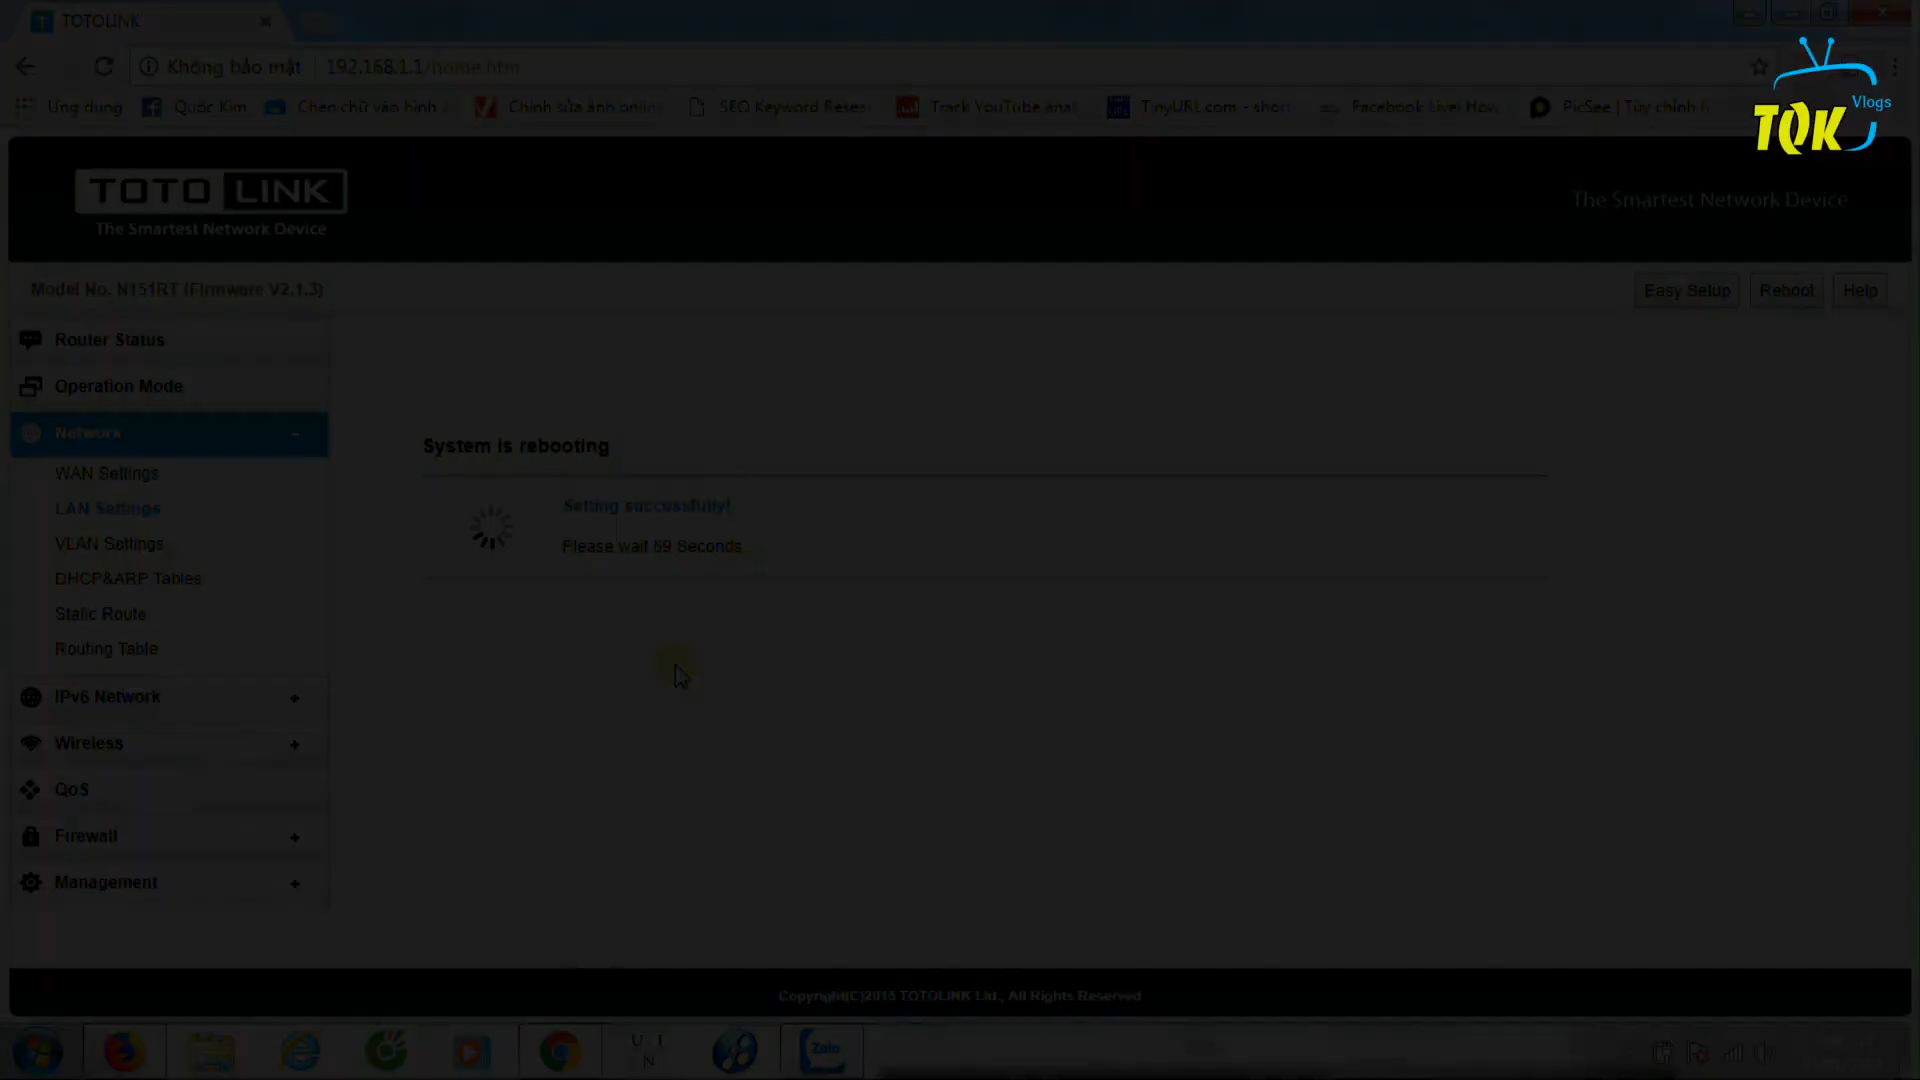 TOTOLINK
Không bảo mật 192.168.1.1/home.htm
Ứng dụng Quốc Kim Chèn chữ vào hình Chỉnh sửa ảnh onlin SEO Keyword Resea Track YouTube anal TinyURL.com - short Facebook Live: How PicSee | Tùy chỉnh
TQK Vlogs
TOTO LINK
The Smartest Network Device
The Smartest Network Device
Model No. N151RT (Firmware V2.1.3)
Easy Setup Reboot Help
Router Status
Operation Mode
Network -
WAN Settings
LAN Settings
VLAN Settings
DHCP&ARP Tables
Static Route
Routing Table
IPv6 Network +
Wireless +
QoS
Firewall +
Management +
System is rebooting
Setting successfully!
Please wait 59 Seconds...
Copyright(C)2015 TOTOLINK Ltd., All Rights Reserved
Zalo